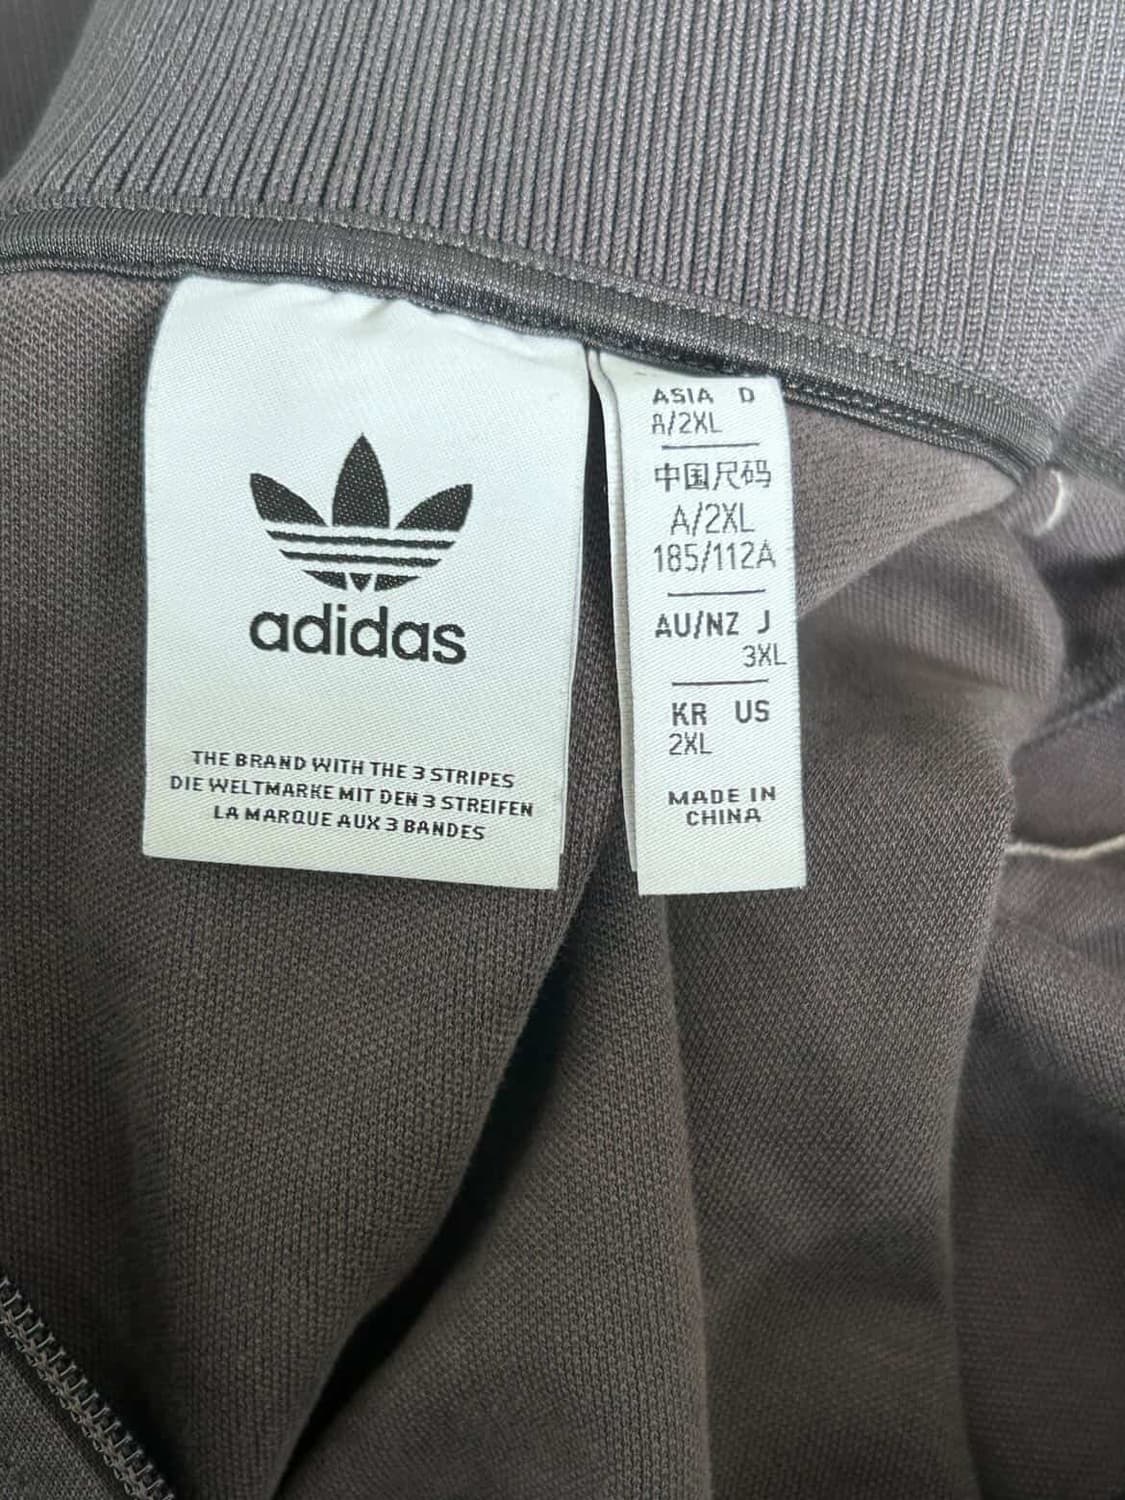 adidas
THE BRAND WITH THE 3 STRIPES
DIE WELTMARKE MIT DEN 3 STREIFEN
LA MARQUE AUX 3 BANDES
ASIA D
A/2XL
中国尺码
A/2XL
185/112A
AU/NZ J
3XL
KR US
2XL
MADE IN
CHINA